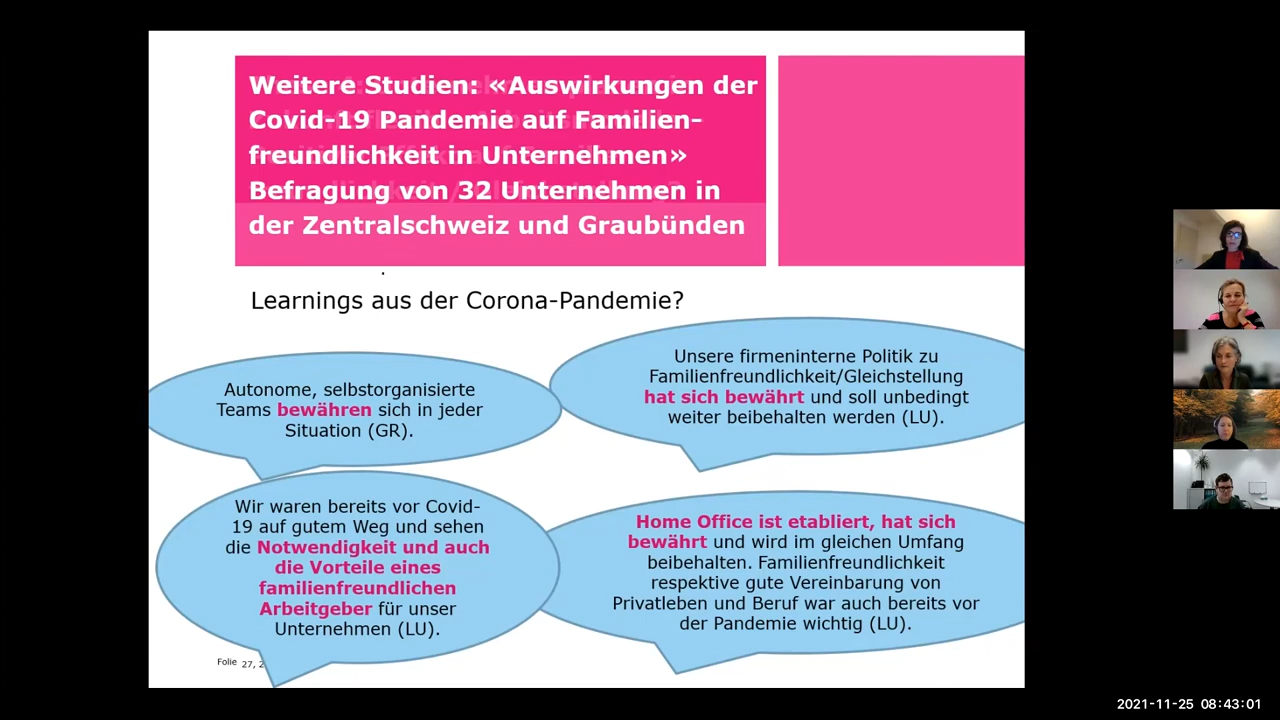 Weitere Studien: «Auswirkungen der
Covid-19 Pandemie auf Familien-
freundlichkeit in Unternehmen»
Befragung von 32 Unternehmen in
der Zentralschweiz und Graubünden
Learnings aus der Corona-Pandemie?
Autonome, selbstorganisierte
Teams bewähren sich in jeder
Situation (GR).
Unsere firmeninterne Politik zu
Familienfreundlichkeit/Gleichstellung
hat sich bewährt und soll unbedingt
weiter beibehalten werden (LU).
Wir waren bereits vor Covid-
19 auf gutem Weg und sehen
die Notwendigkeit und auch
die Vorteile eines
familienfreundlichen
Arbeitgeber für unser
Unternehmen (LU).
Home Office ist etabliert, hat sich
bewährt und wird im gleichen Umfang
beibehalten. Familienfreundlichkeit
respektive gute Vereinbarung von
Privatleben und Beruf war auch bereits vor
der Pandemie wichtig (LU).
Folie 27, 2
2021-11-25 08:43:01